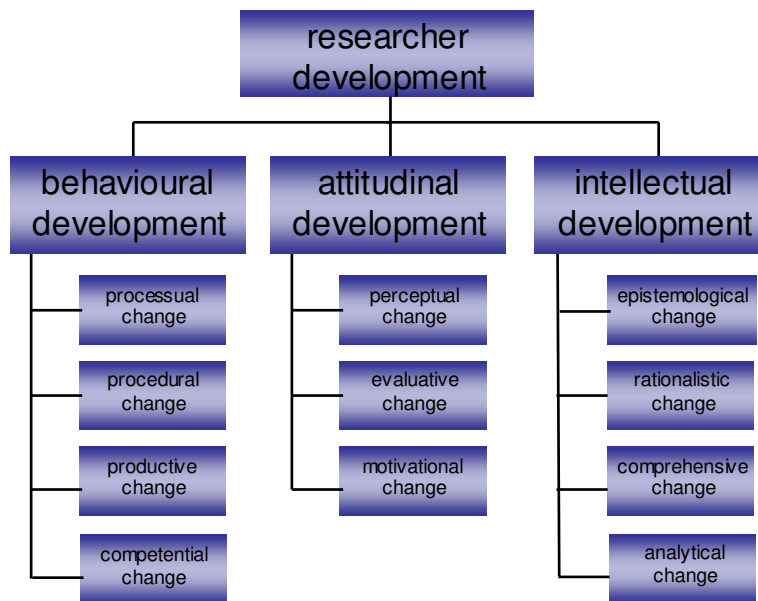 researcher
development
behavioural
development
attitudinal
development
intellectual
development
processual
change
procedural
change
productive
change
competential
change
perceptual
change
evaluative
change
motivational
change
epistemological
change
rationalistic
change
comprehensive
change
analytical
change